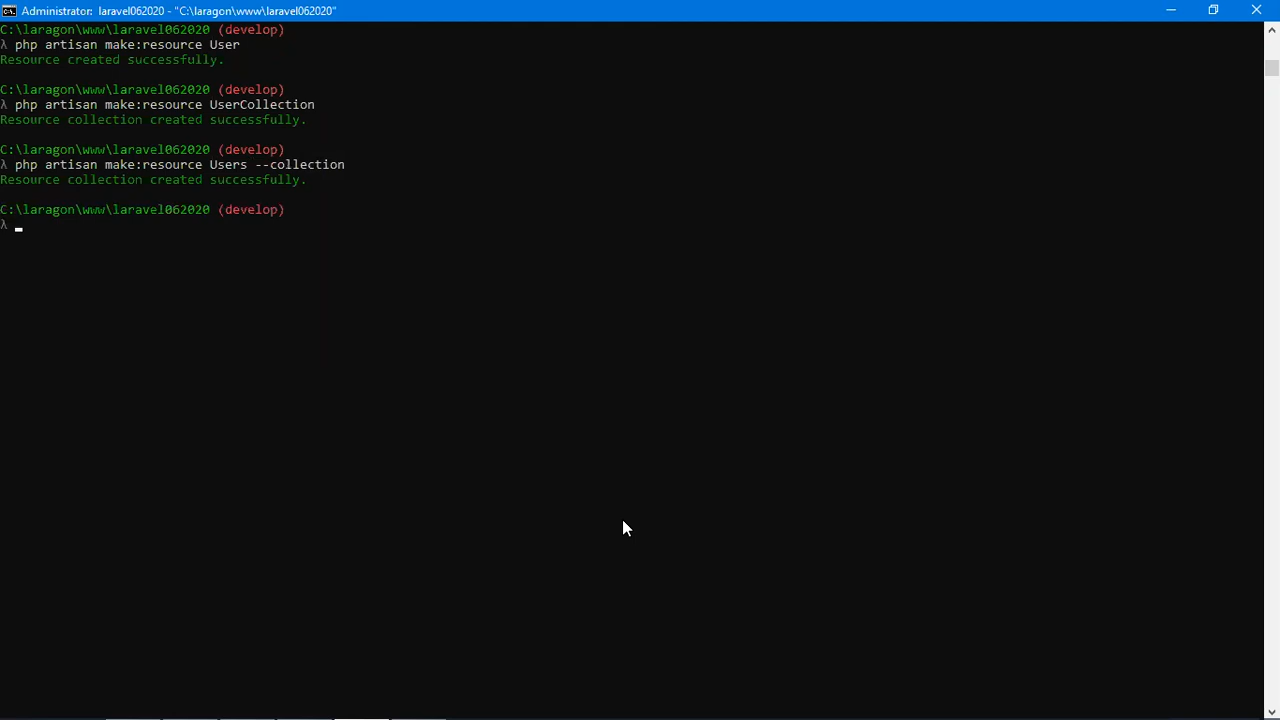 Administrator: laravel062020 - "C:\laragon\www\laravel062020"
C:\laragon\www\laravel062020 (develop)
λ php artisan make:resource User
Resource created successfully.
C:\laragon\www\laravel062020 (develop)
λ php artisan make:resource UserCollection
Resource collection created successfully.
C:\laragon\www\laravel062020 (develop)
λ php artisan make:resource Users --collection
Resource collection created successfully.
C:\laragon\www\laravel062020 (develop)
λ